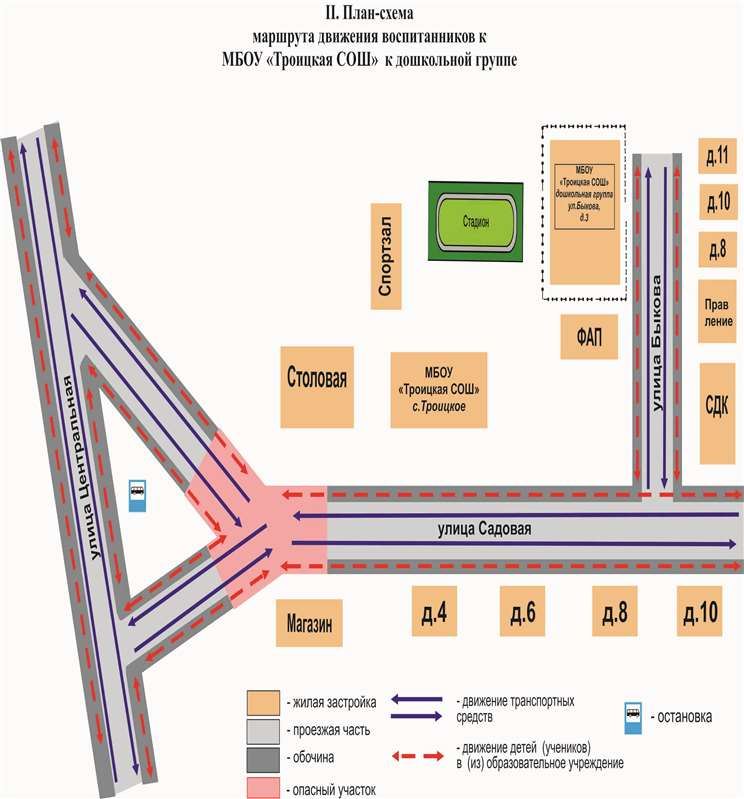 II. План-схема
маршрута движения воспитанников к
МБОУ «Троицкая СОШ» к дошкольной группе
МБОУ
«Троицкая СОШ»
дошкольная группа
ул.Быкова,
д.3
д.11
д.10
д.8
Прав
ление
СДК
Стадион
Спортзал
ФАП
улица Быкова
Столовая
МБОУ
«Троицкая СОШ»
с.Троицкое
улица Центральная
улица Садовая
Магазин
д.4
д.6
д.8
д.10
- жилая застройка
- проезжая часть
- обочина
- опасный участок
- движение транспортных
средств
- движение детей (учеников)
в (из) образовательное учреждение
- остановка